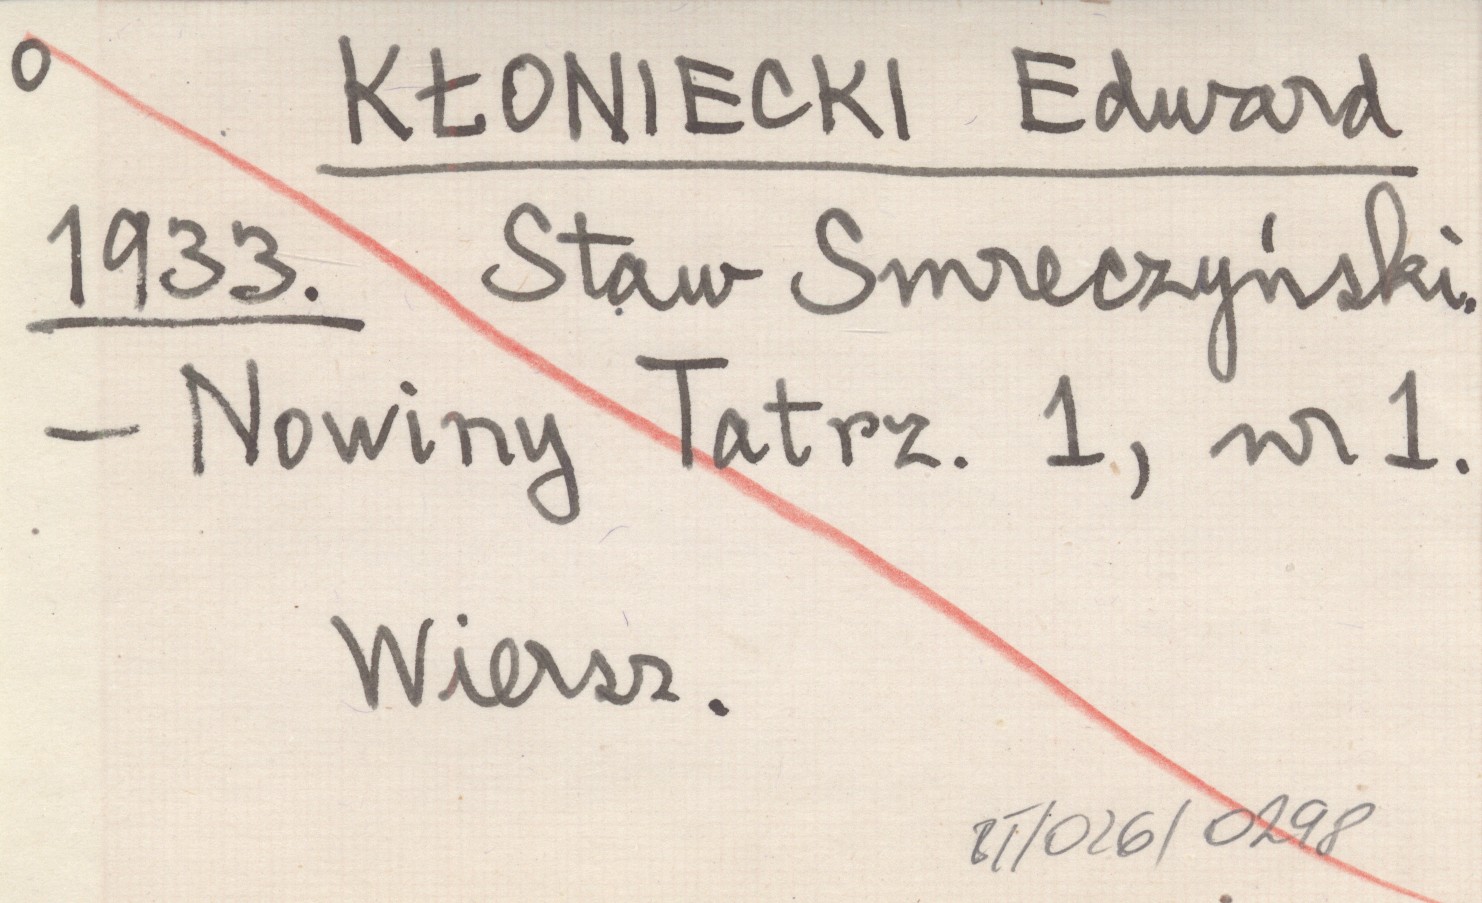 o KŁONIECKI Edward
1933. Staw Smreczyński.
– Nowiny Tatrz. 1, nr 1.
Wiersz.
BT/026/0298